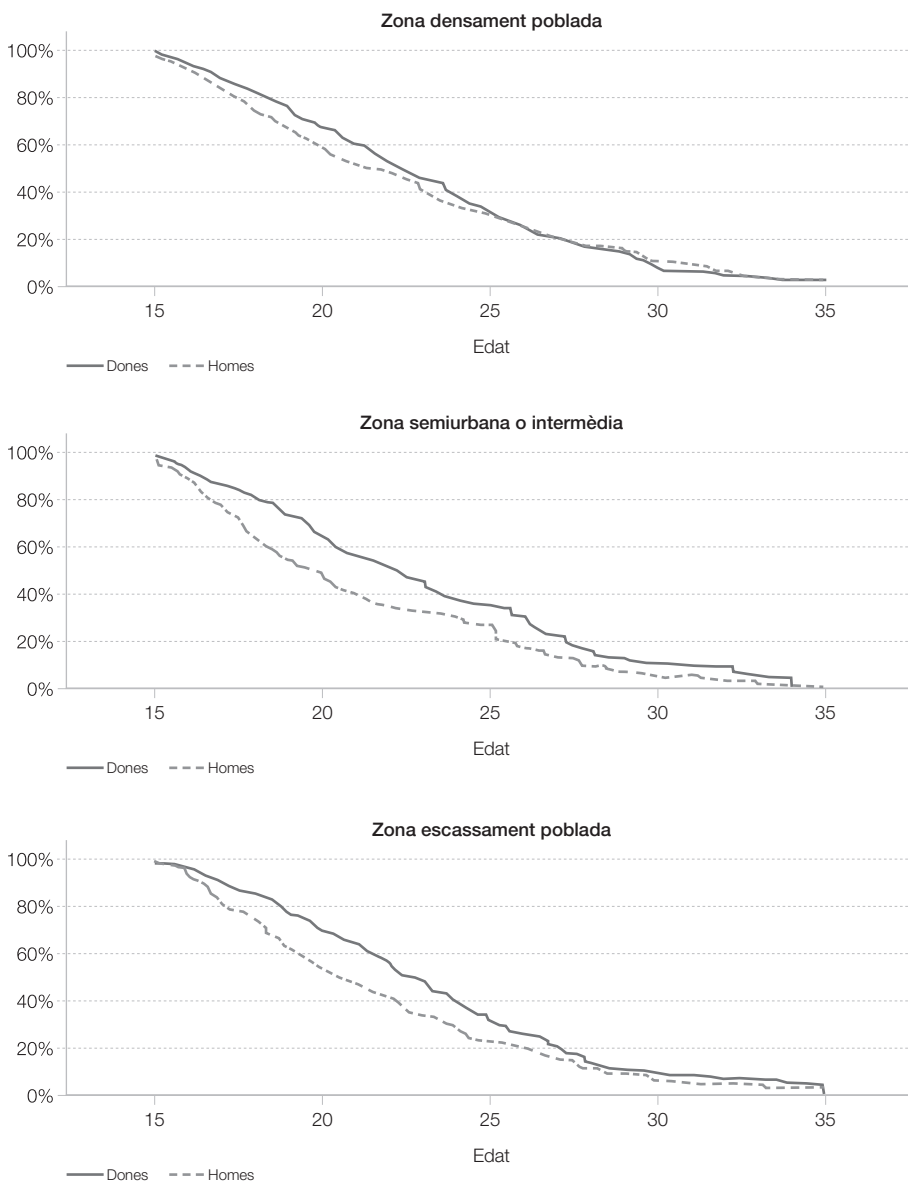 Zona densament poblada
100%
80%
60%
40%
20%
0%
15 20 25 30 35
Edat
Dones Homes
Zona semiurbana o intermèdia
100%
80%
60%
40%
20%
0%
15 20 25 30 35
Edat
Dones Homes
Zona escassament poblada
100%
80%
60%
40%
20%
0%
15 20 25 30 35
Edat
Dones Homes